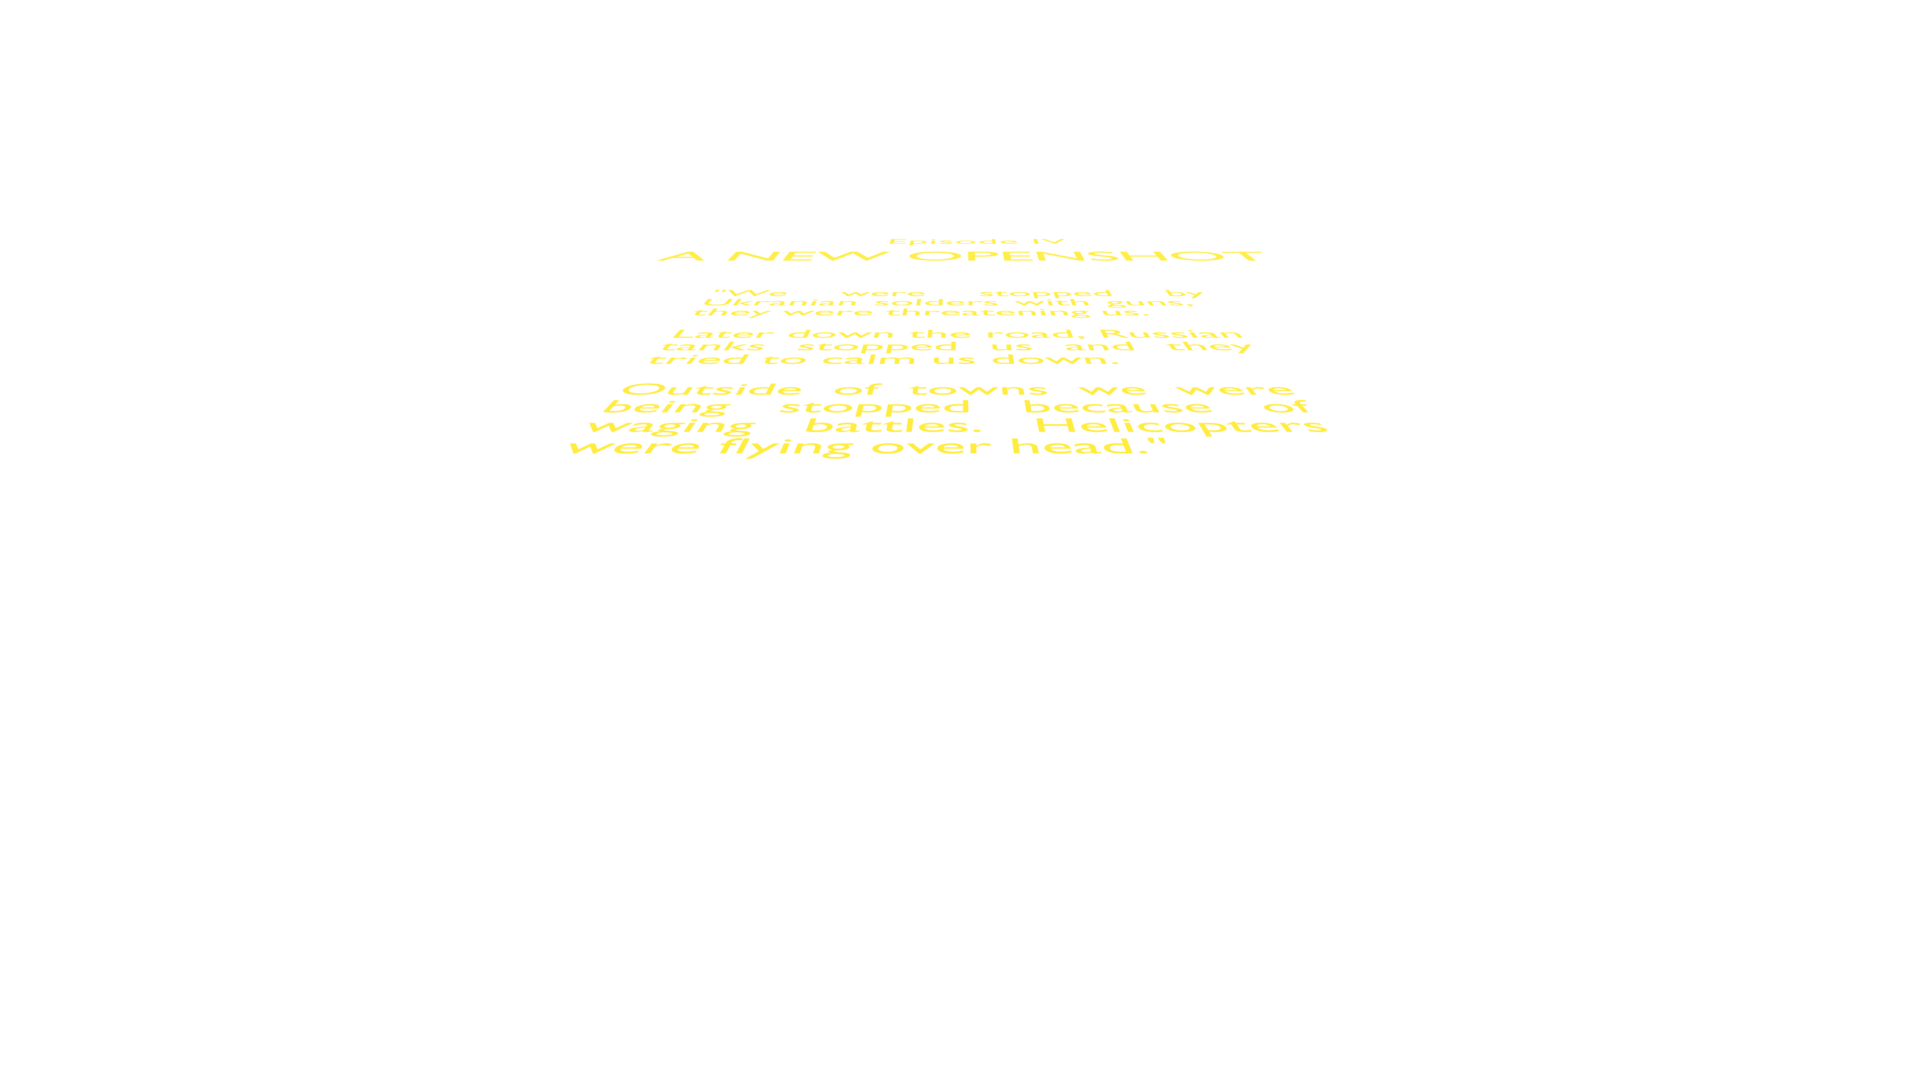 Episode IV
A NEW OPENSHOT
"We were stopped by
Ukranian solders with guns,
they were threatening us.
Later down the road, Russian
tanks stopped us and they
tried to calm us down.
Outside of towns we were
being stopped because of
waging battles. Helicopters
were flying over head."